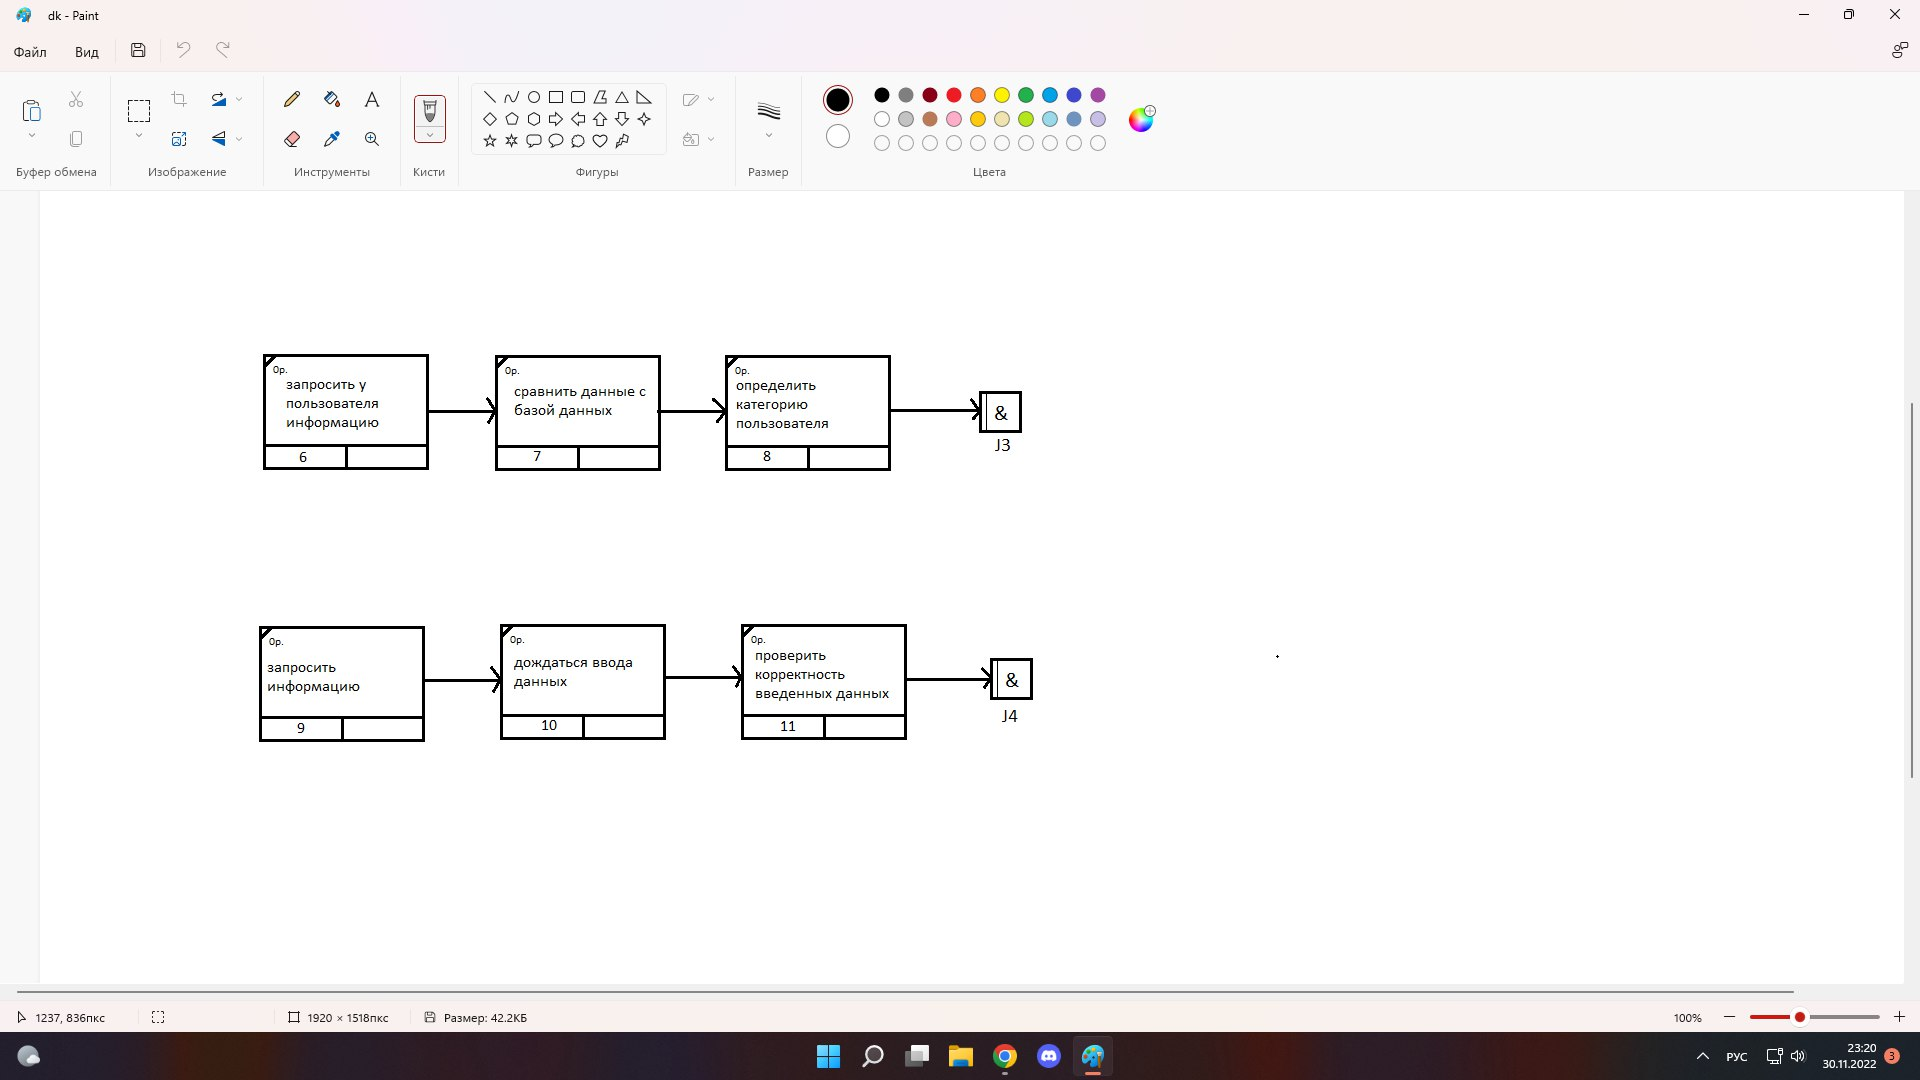 dk - Paint
Файл Вид
Буфер обмена Изображение Инструменты Кисти Фигуры Размер Цвета
0р.
запросить у
пользователя
информацию
6
0р.
сравнить данные с
базой данных
7
0р.
определить
категорию
пользователя
8
&
J3
0р.
запросить
информацию
9
0р.
дождаться ввода
данных
10
0р.
проверить
корректность
введенных данных
11
&
J4
1237, 836пкс 1920 × 1518пкс Размер: 42.2КБ 100%
РУС 23:20
30.11.2022 3